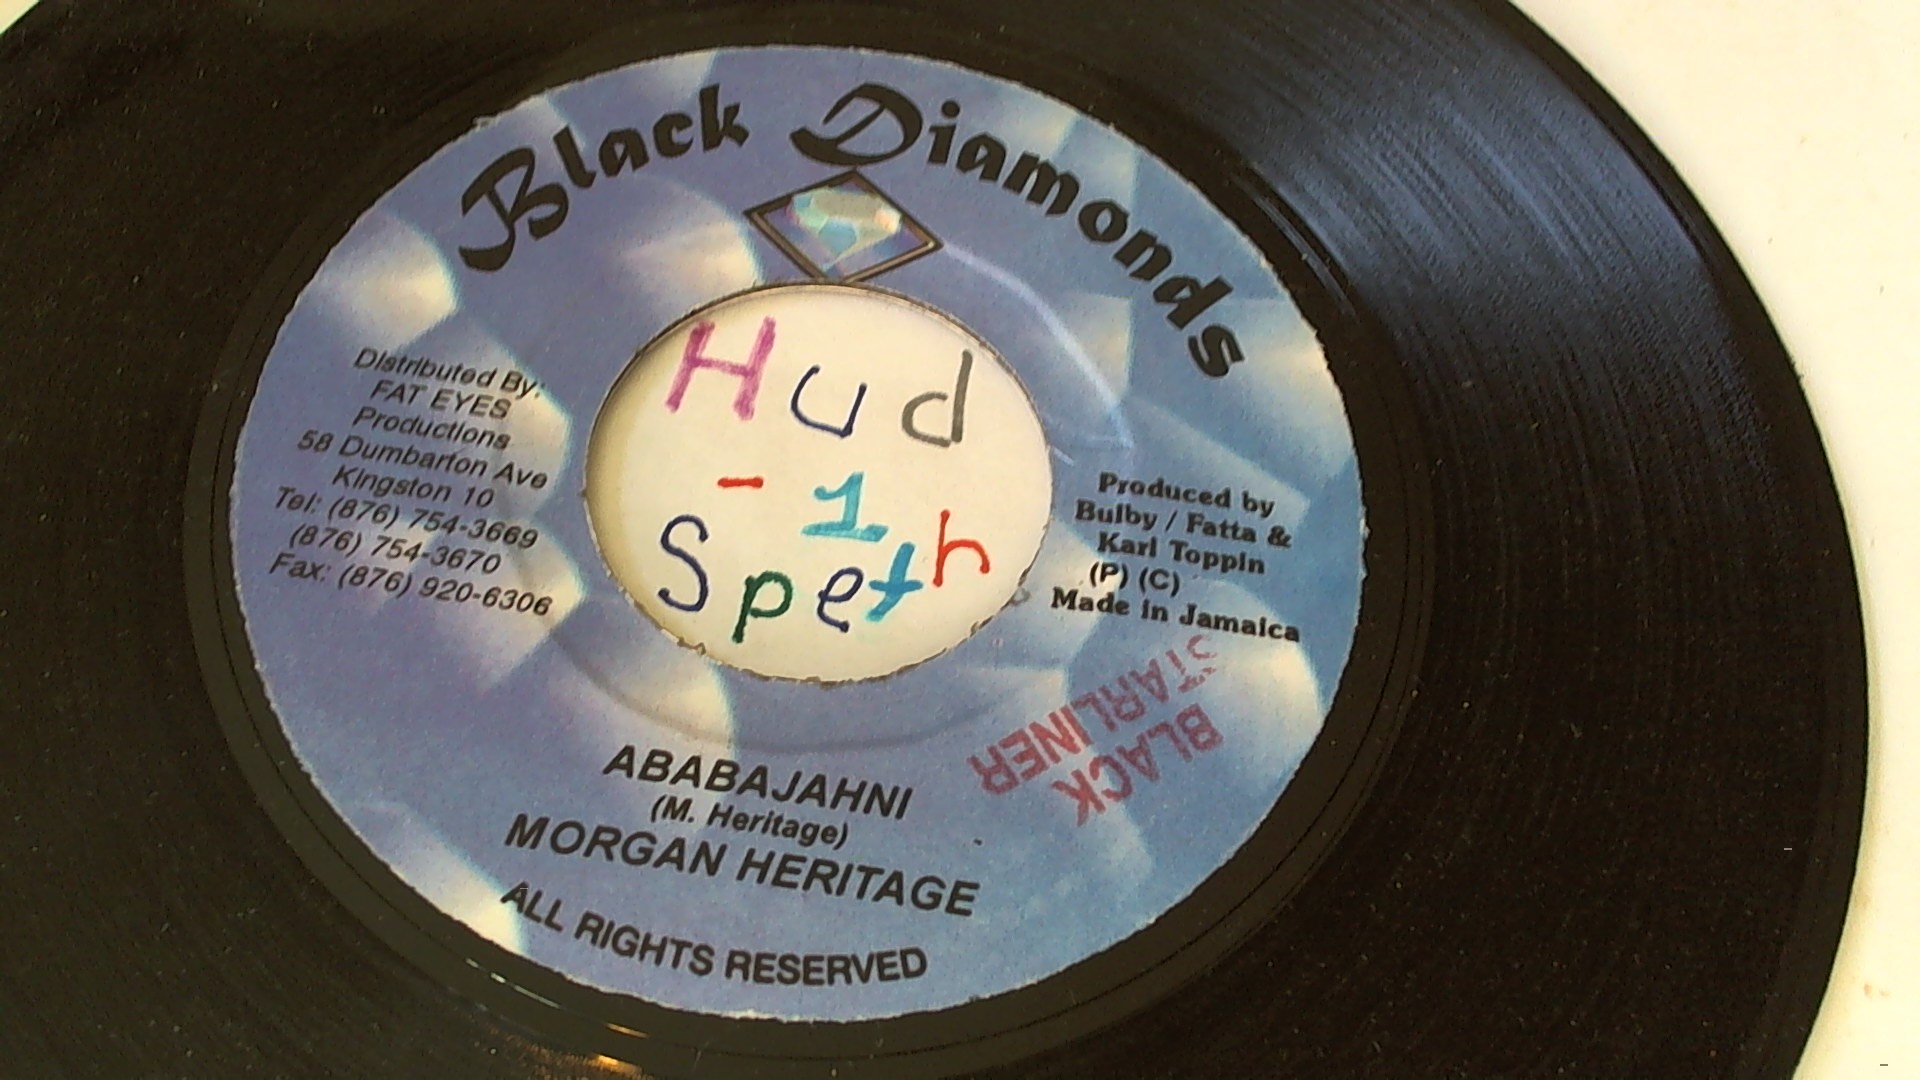 Black Diamonds
Distributed By:
FAT EYES
Productions
58 Dumbarton Ave
Kingston 10
Tel: (876) 754-3669
(876) 754-3670
Fax: (876) 920-6306
Hud
- 1
Speth
Produced by
Bulby / Fatta &
Karl Toppin
(P) (C)
Made in Jamaica
BLACK
STARLINER
ABABAJAHNI
(M. Heritage)
MORGAN HERITAGE
ALL RIGHTS RESERVED